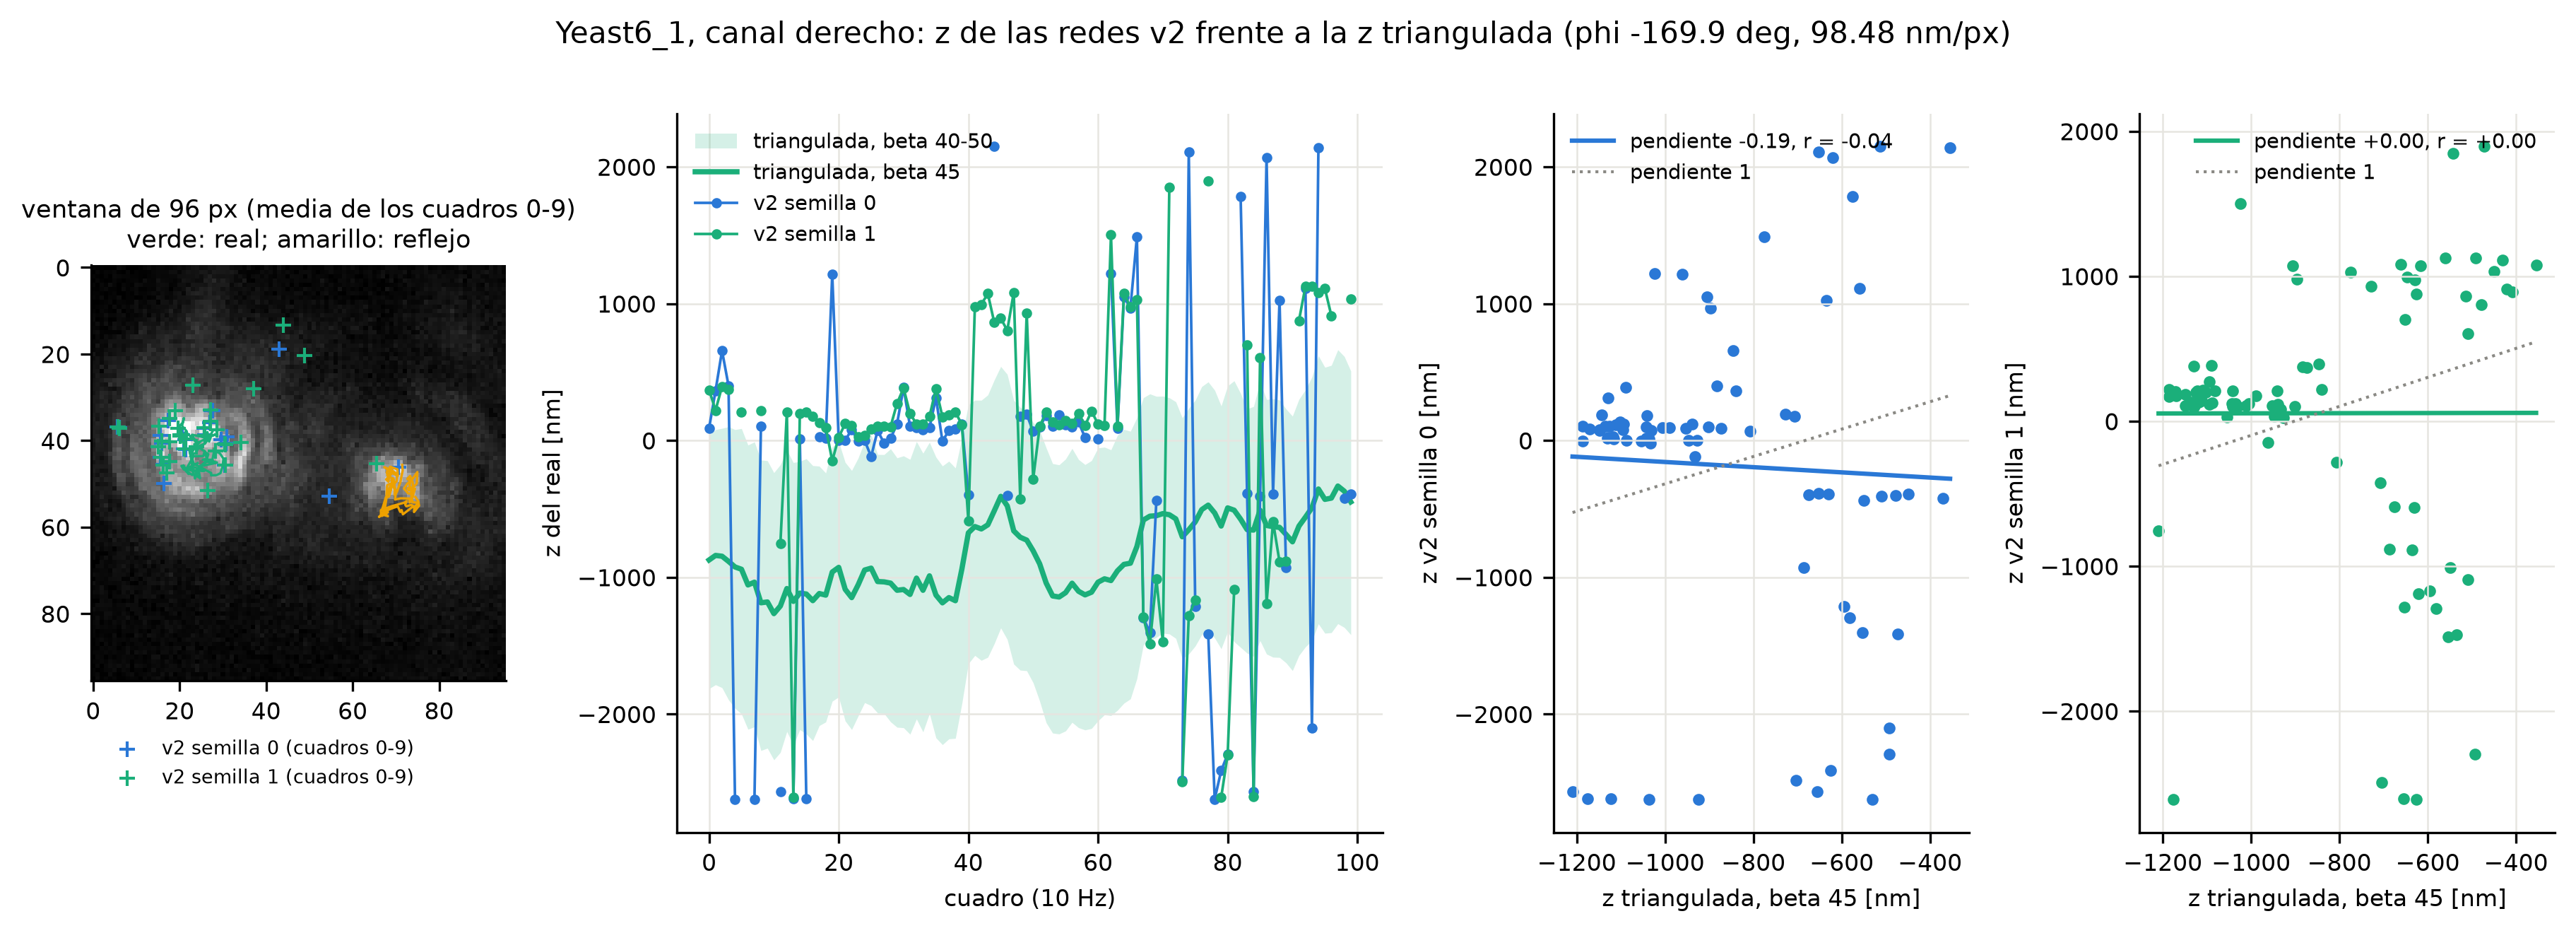 Yeast6_1, canal derecho: z de las redes v2 frente a la z triangulada (phi -169.9 deg, 98.48 nm/px)
ventana de 96 px (media de los cuadros 0-9)
verde: real; amarillo: reflejo
0
20
40
60
80
0
20
40
60
80
v2 semilla 0 (cuadros 0-9)
v2 semilla 1 (cuadros 0-9)
z del real [nm]
2000
1000
0
−1000
−2000
triangulada, beta 40-50
triangulada, beta 45
v2 semilla 0
v2 semilla 1
0
20
40
60
80
100
cuadro (10 Hz)
z v2 semilla 0 [nm]
2000
1000
0
−1000
−2000
pendiente -0.19, r = -0.04
pendiente 1
−1200
−1000
−800
−600
−400
z triangulada, beta 45 [nm]
z v2 semilla 1 [nm]
2000
1000
0
−1000
−2000
pendiente +0.00, r = +0.00
pendiente 1
−1200
−1000
−800
−600
−400
z triangulada, beta 45 [nm]